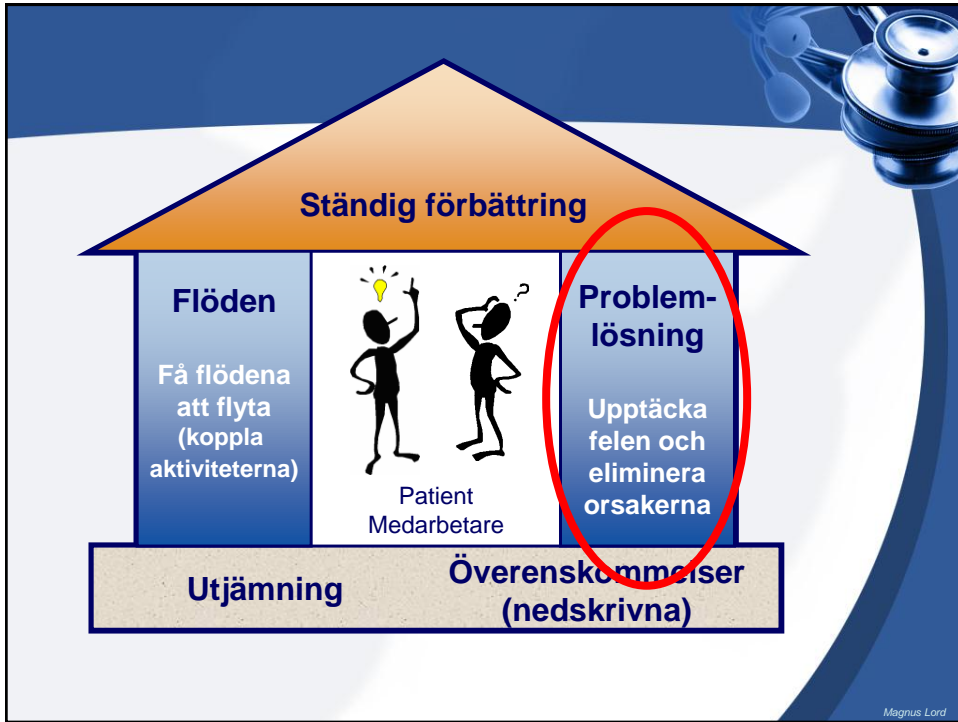 Ständig förbättring
Flöden
Få flödena
att flyta
(koppla
aktiviteterna)
?
Patient
Medarbetare
Problem-
lösning
Upptäcka
felen och
eliminera
orsakerna
Utjämning
Överenskommelser
(nedskrivna)
Magnus Lord